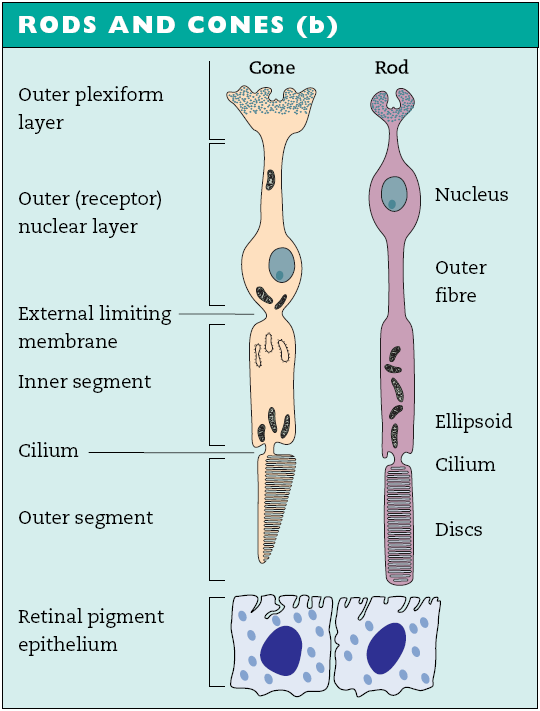 RODS AND CONES (b)
Cone
Rod
Outer plexiform
layer
Outer (receptor)
nuclear layer
External limiting
membrane
Inner segment
Cilium
Outer segment
Retinal pigment
epithelium
Nucleus
Outer
fibre
Ellipsoid
Cilium
Discs